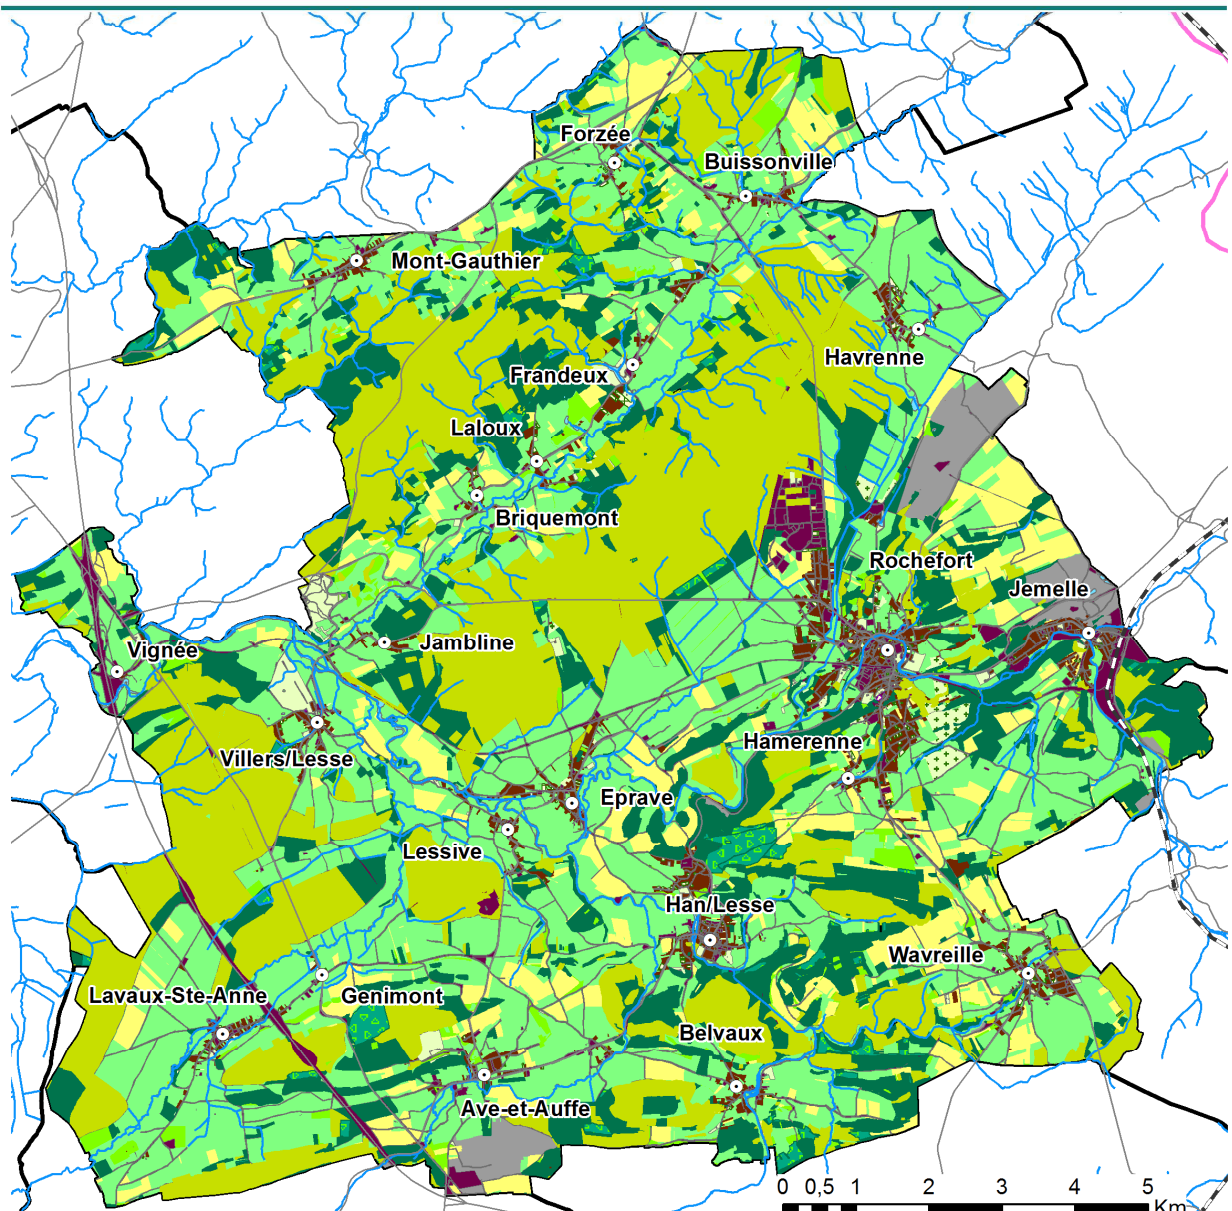 Forzée
Buissonville
Mont-Gauthier
Havrenne
Frandeux
Laloux
Briquemont
Rochefort
Jemelle
Jambline
Vignée
Hamerenne
Villers/Lesse
Eprave
Lessive
Han/Lesse
Wavreille
Lavaux-Ste-Anne
Genimont
Belvaux
Ave-et-Auffe
0 0,5 1 2 3 4 5
Km